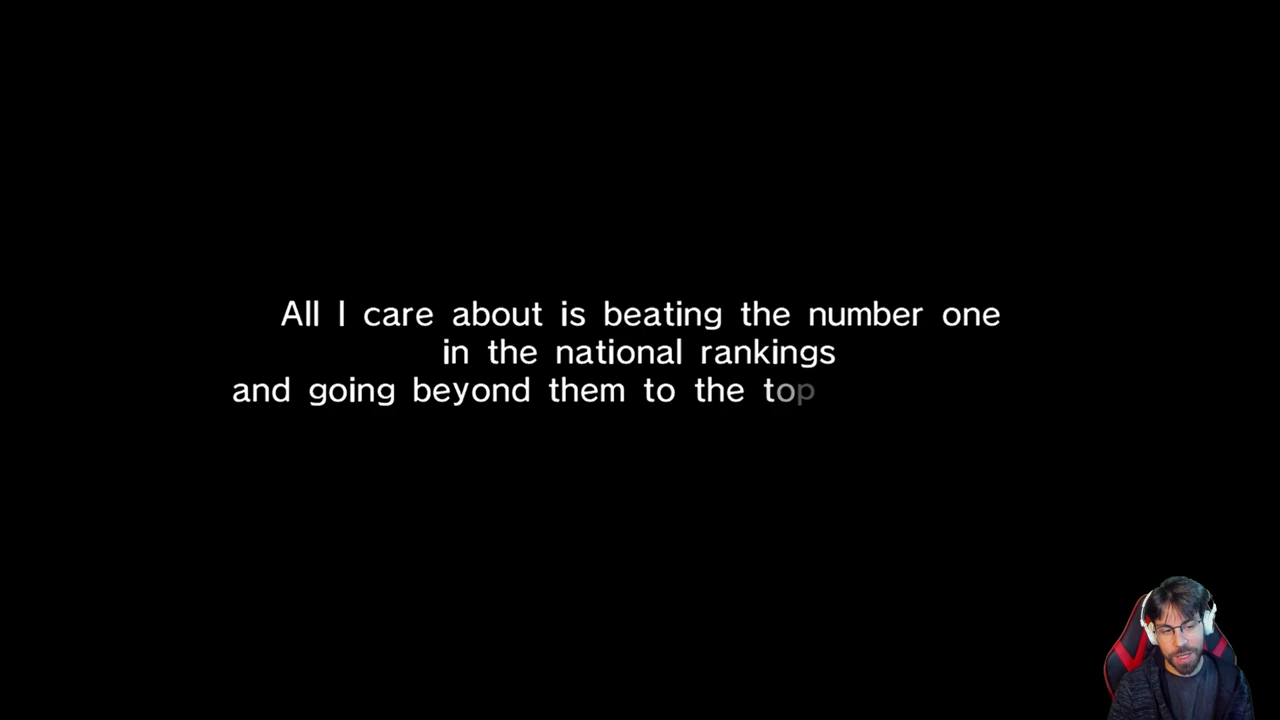 All I care about is beating the number one
in the national rankings
and going beyond them to the top